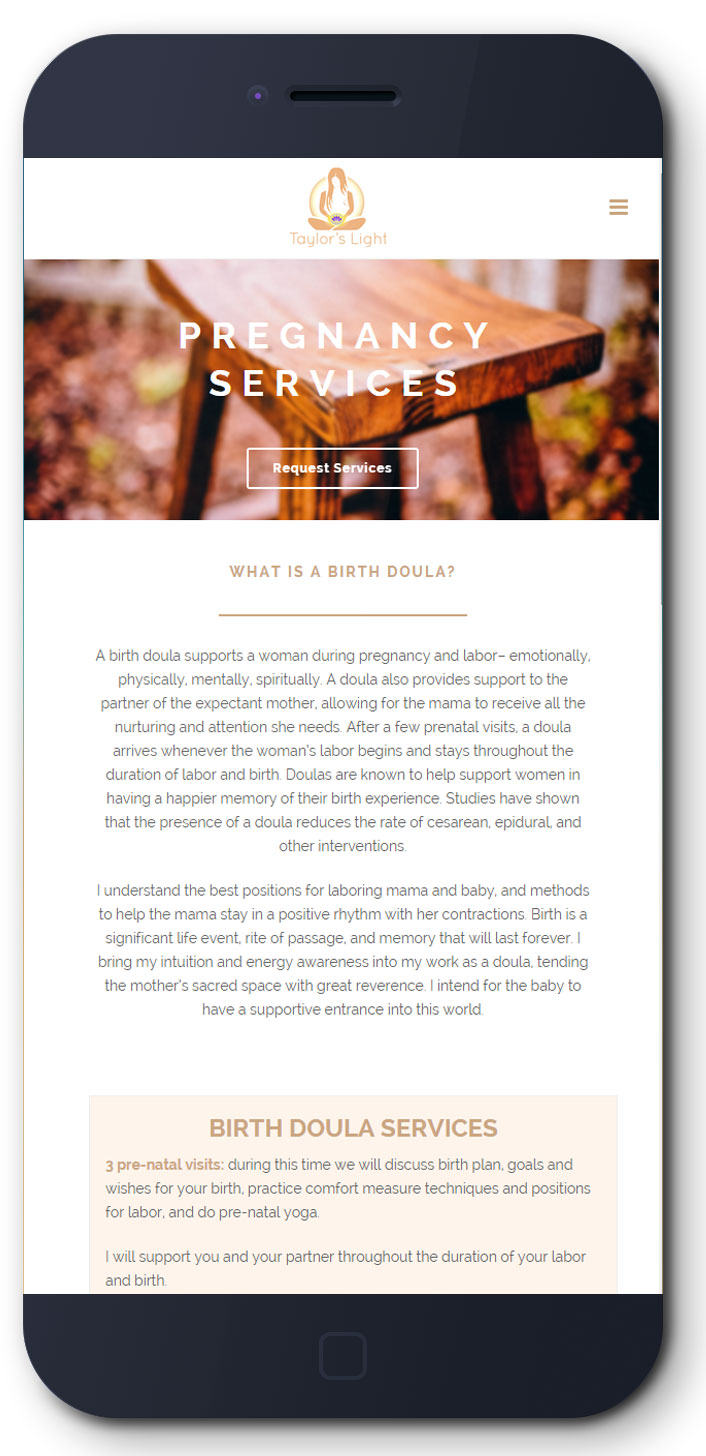 Taylor's Light
PREGNANCY
SERVICES
Request Services
WHAT IS A BIRTH DOULA?
A birth doula supports a woman during pregnancy and labor– emotionally,
physically, mentally, spiritually. A doula also provides support to the
partner of the expectant mother, allowing for the mama to receive all the
nurturing and attention she needs. After a few prenatal visits, a doula
arrives whenever the woman's labor begins and stays throughout the
duration of labor and birth. Doulas are known to help support women in
having a happier memory of their birth experience. Studies have shown
that the presence of a doula reduces the rate of cesarean, epidural, and
other interventions.
I understand the best positions for laboring mama and baby, and methods
to help the mama stay in a positive rhythm with her contractions. Birth is a
significant life event, rite of passage, and memory that will last forever. I
bring my intuition and energy awareness into my work as a doula, tending
the mother's sacred space with great reverence. I intend for the baby to
have a supportive entrance into this world.
BIRTH DOULA SERVICES
3 pre-natal visits: during this time we will discuss birth plan, goals and
wishes for your birth, practice comfort measure techniques and positions
for labor, and do pre-natal yoga.
I will support you and your partner throughout the duration of your labor
and birth.